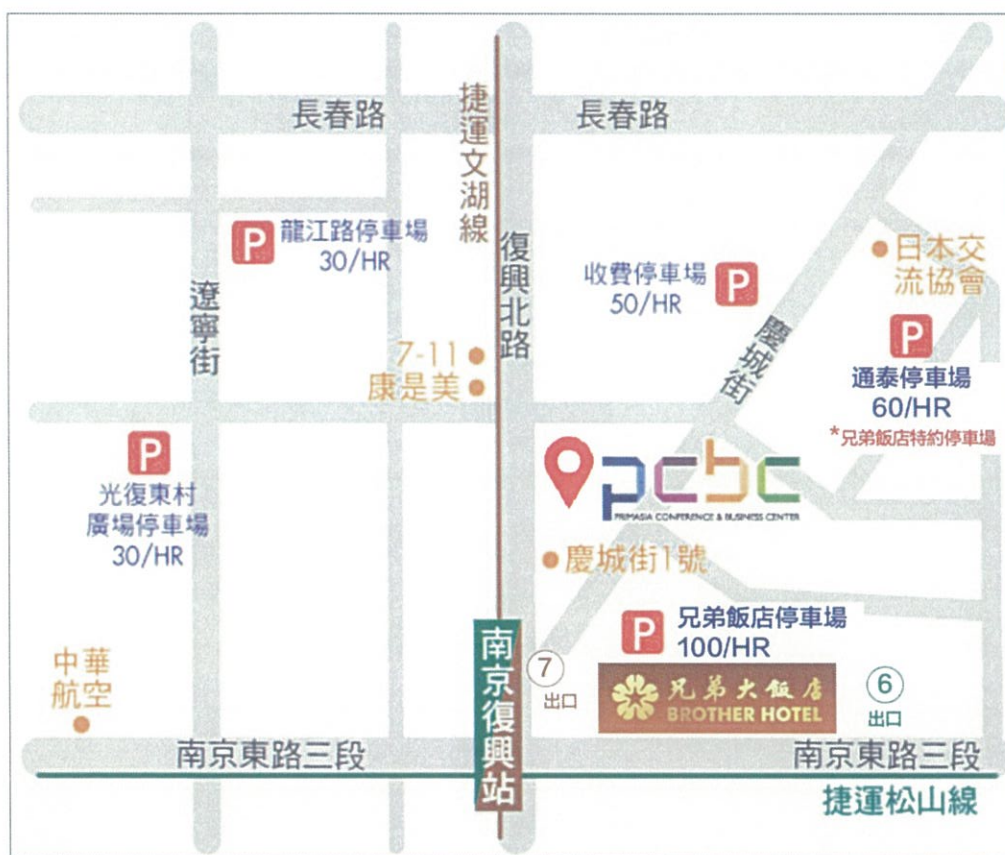 長春路
長春路
捷運文湖線
復興北路
P
龍江路停車場
30/HR
遼寧街
收費停車場
50/HR
P
慶城街
日本交
流協會
P
通泰停車場
60/HR
*兄弟飯店特約停車場
7-11
康是美
P
光復東村
廣場停車場
30/HR
pcbc
PRIMASIA CONFERENCE & BUSINESS CENTER
慶城街1號
P
兄弟飯店停車場
100/HR
中華
航空
南京復興站
7
出口
兄弟大飯店
BROTHER HOTEL
6
出口
南京東路三段
南京東路三段
捷運松山線